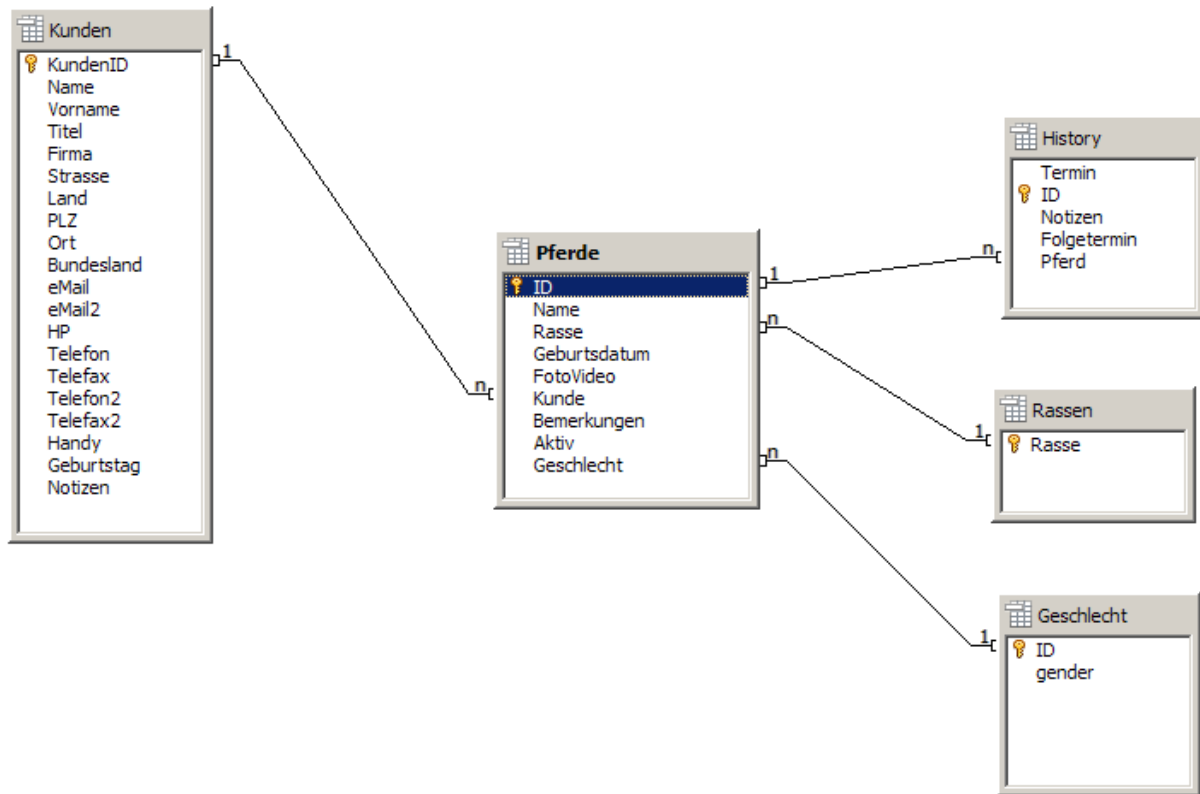 Kunden
KundenID
Name
Vorname
Titel
Firma
Strasse
Land
PLZ
Ort
Bundesland
eMail
eMail2
HP
Telefon
Telefax
Telefon2
Telefax2
Handy
Geburtstag
Notizen
1
n
Pferde
ID
Name
Rasse
Geburtsdatum
FotoVideo
Kunde
Bemerkungen
Aktiv
Geschlecht
1
n
n
n
1
1
History
Termin
ID
Notizen
Folgetermin
Pferd
Rassen
Rasse
Geschlecht
ID
gender